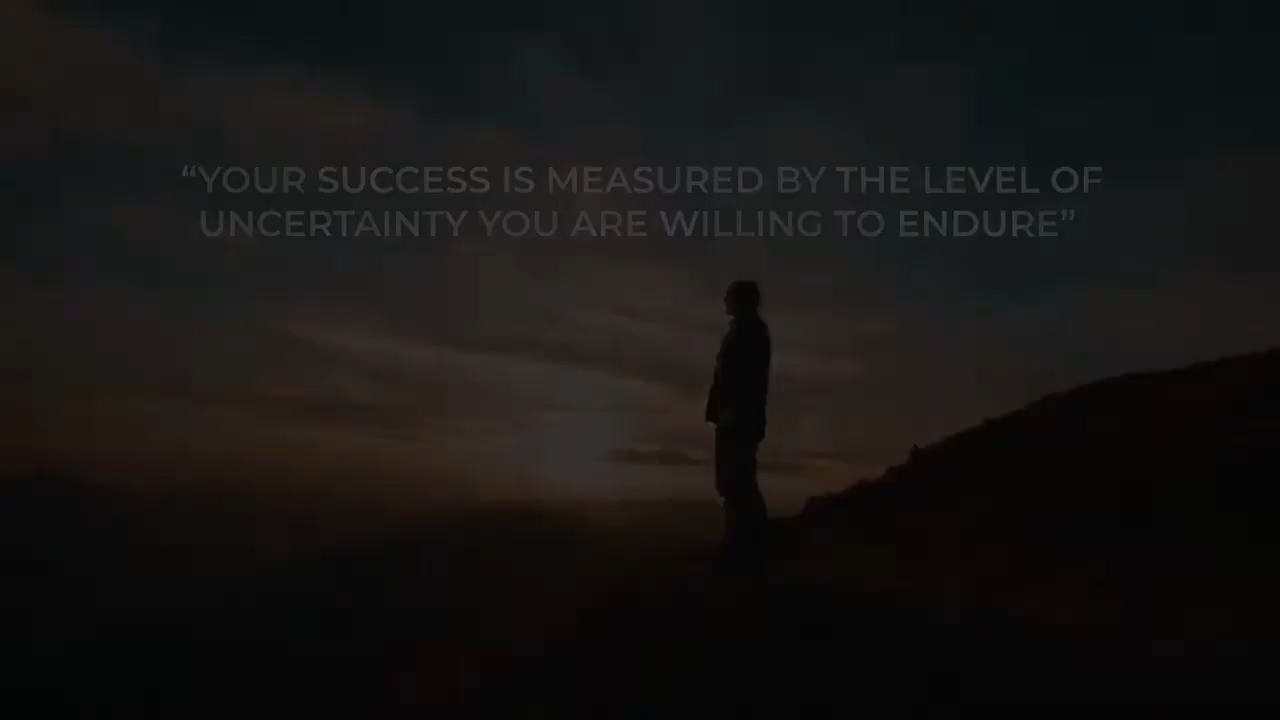 “YOUR SUCCESS IS MEASURED BY THE LEVEL OF
UNCERTAINTY YOU ARE WILLING TO ENDURE”